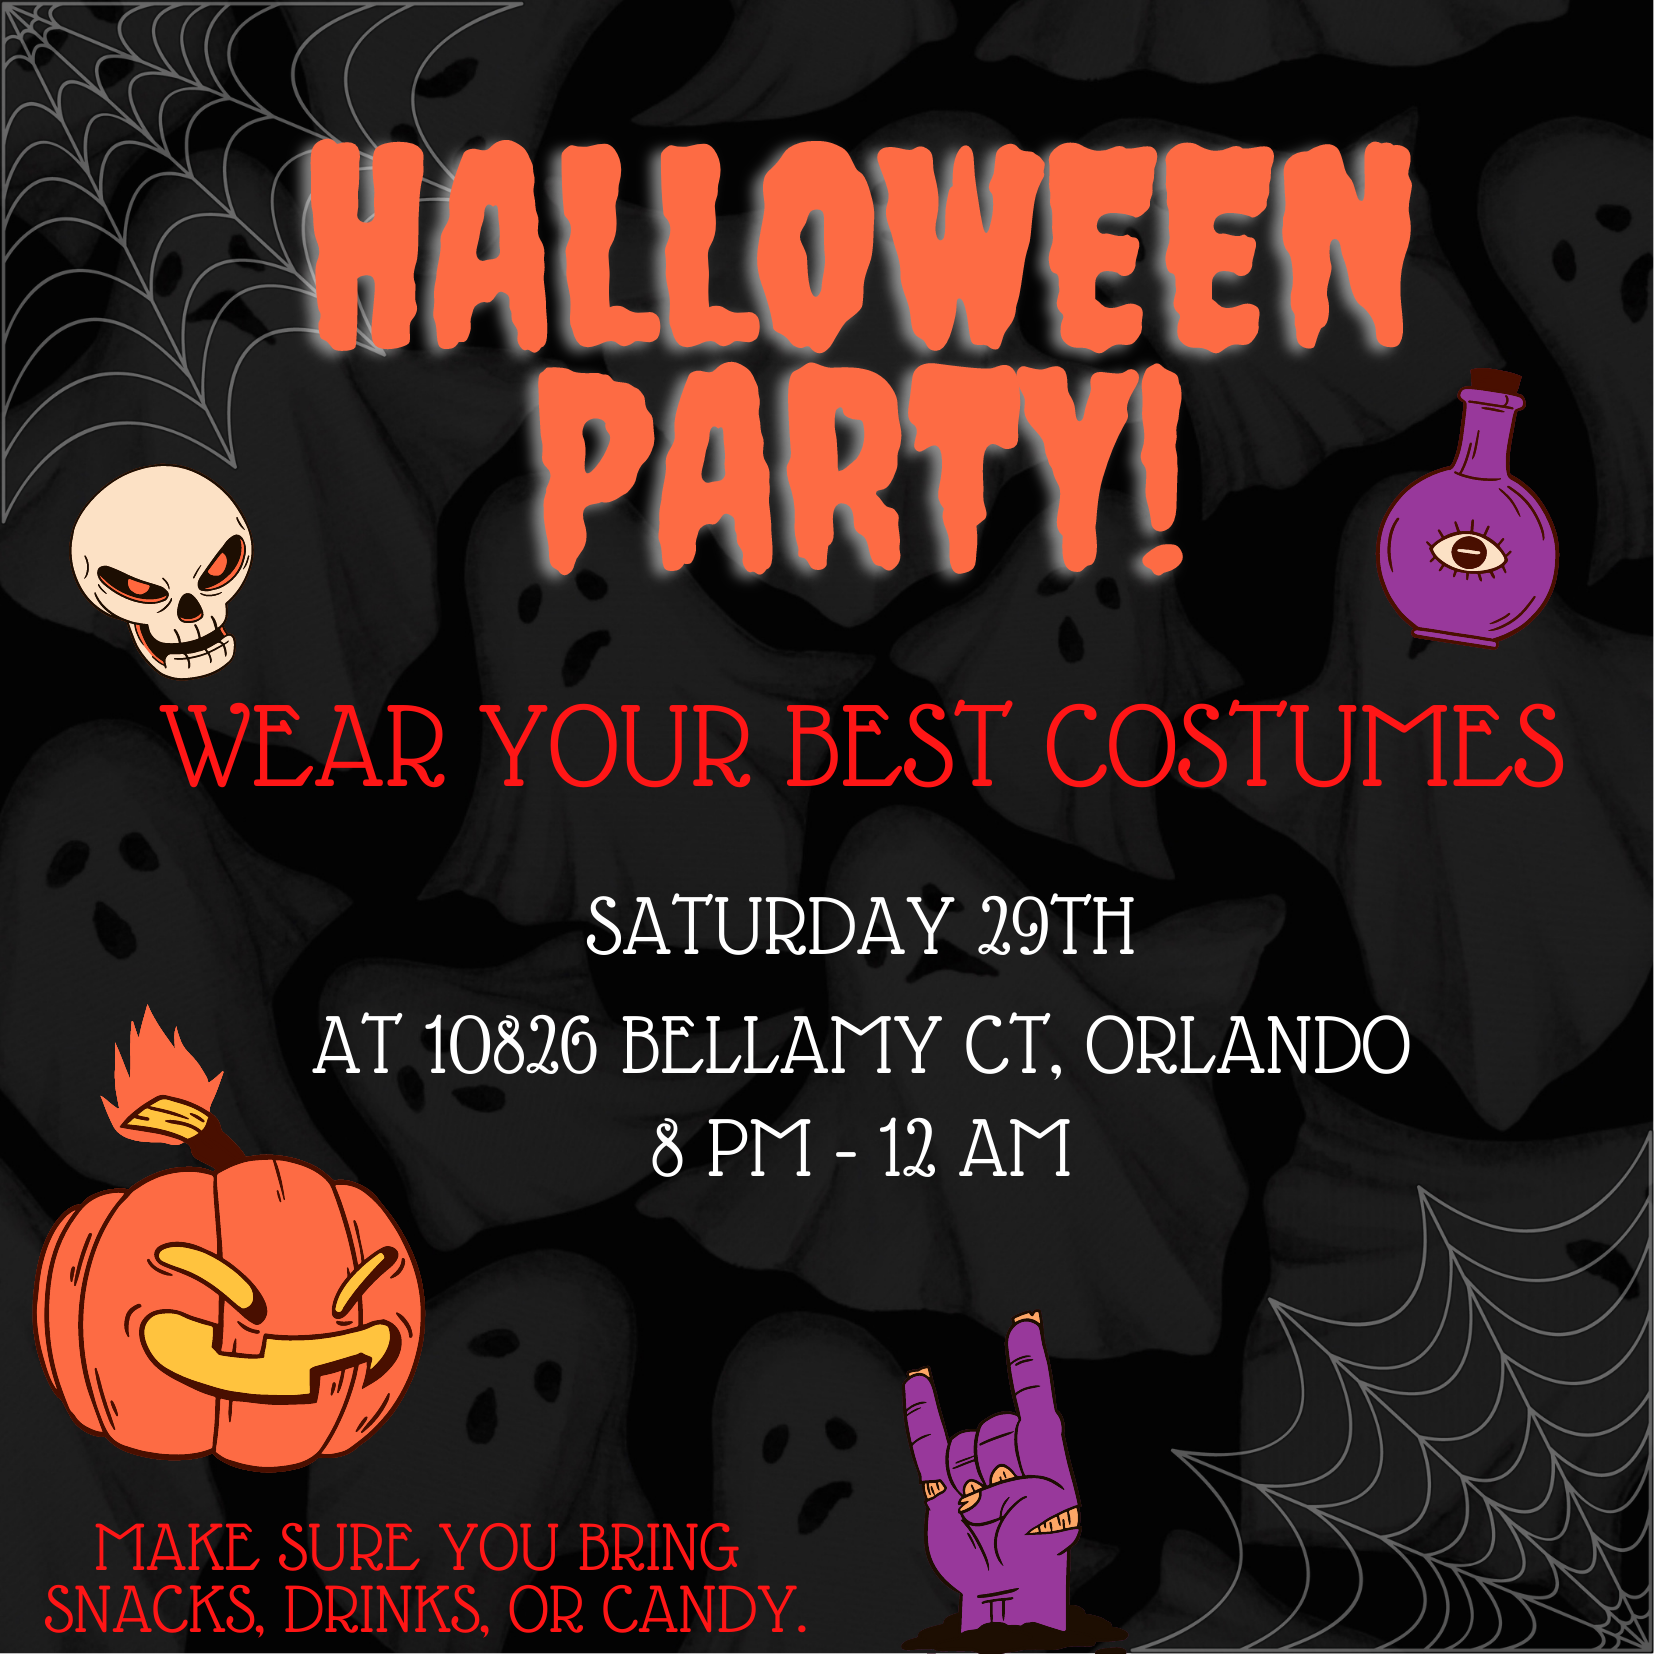 HALLOWEEN
PARTY!
WEAR YOUR BEST COSTUMES
SATURDAY 29TH
AT 10826 BELLAMY CT, ORLANDO
8 PM - 12 AM
MAKE SURE YOU BRING
SNACKS, DRINKS, OR CANDY.